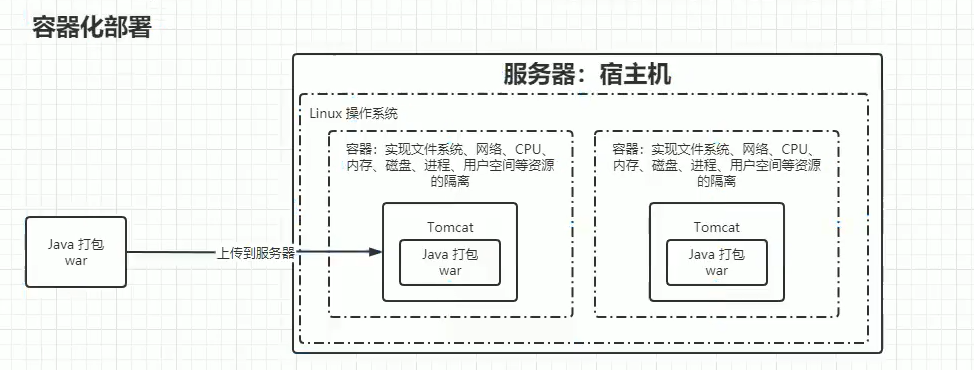 容器化部署
服务器：宿主机
Linux 操作系统
容器：实现文件系统、网络、CPU、
内存、磁盘、进程、用户空间等资源
的隔离
容器：实现文件系统、网络、CPU、
内存、磁盘、进程、用户空间等资源
的隔离
Java 打包
war
上传到服务器
Tomcat
Java 打包
war
Tomcat
Java 打包
war